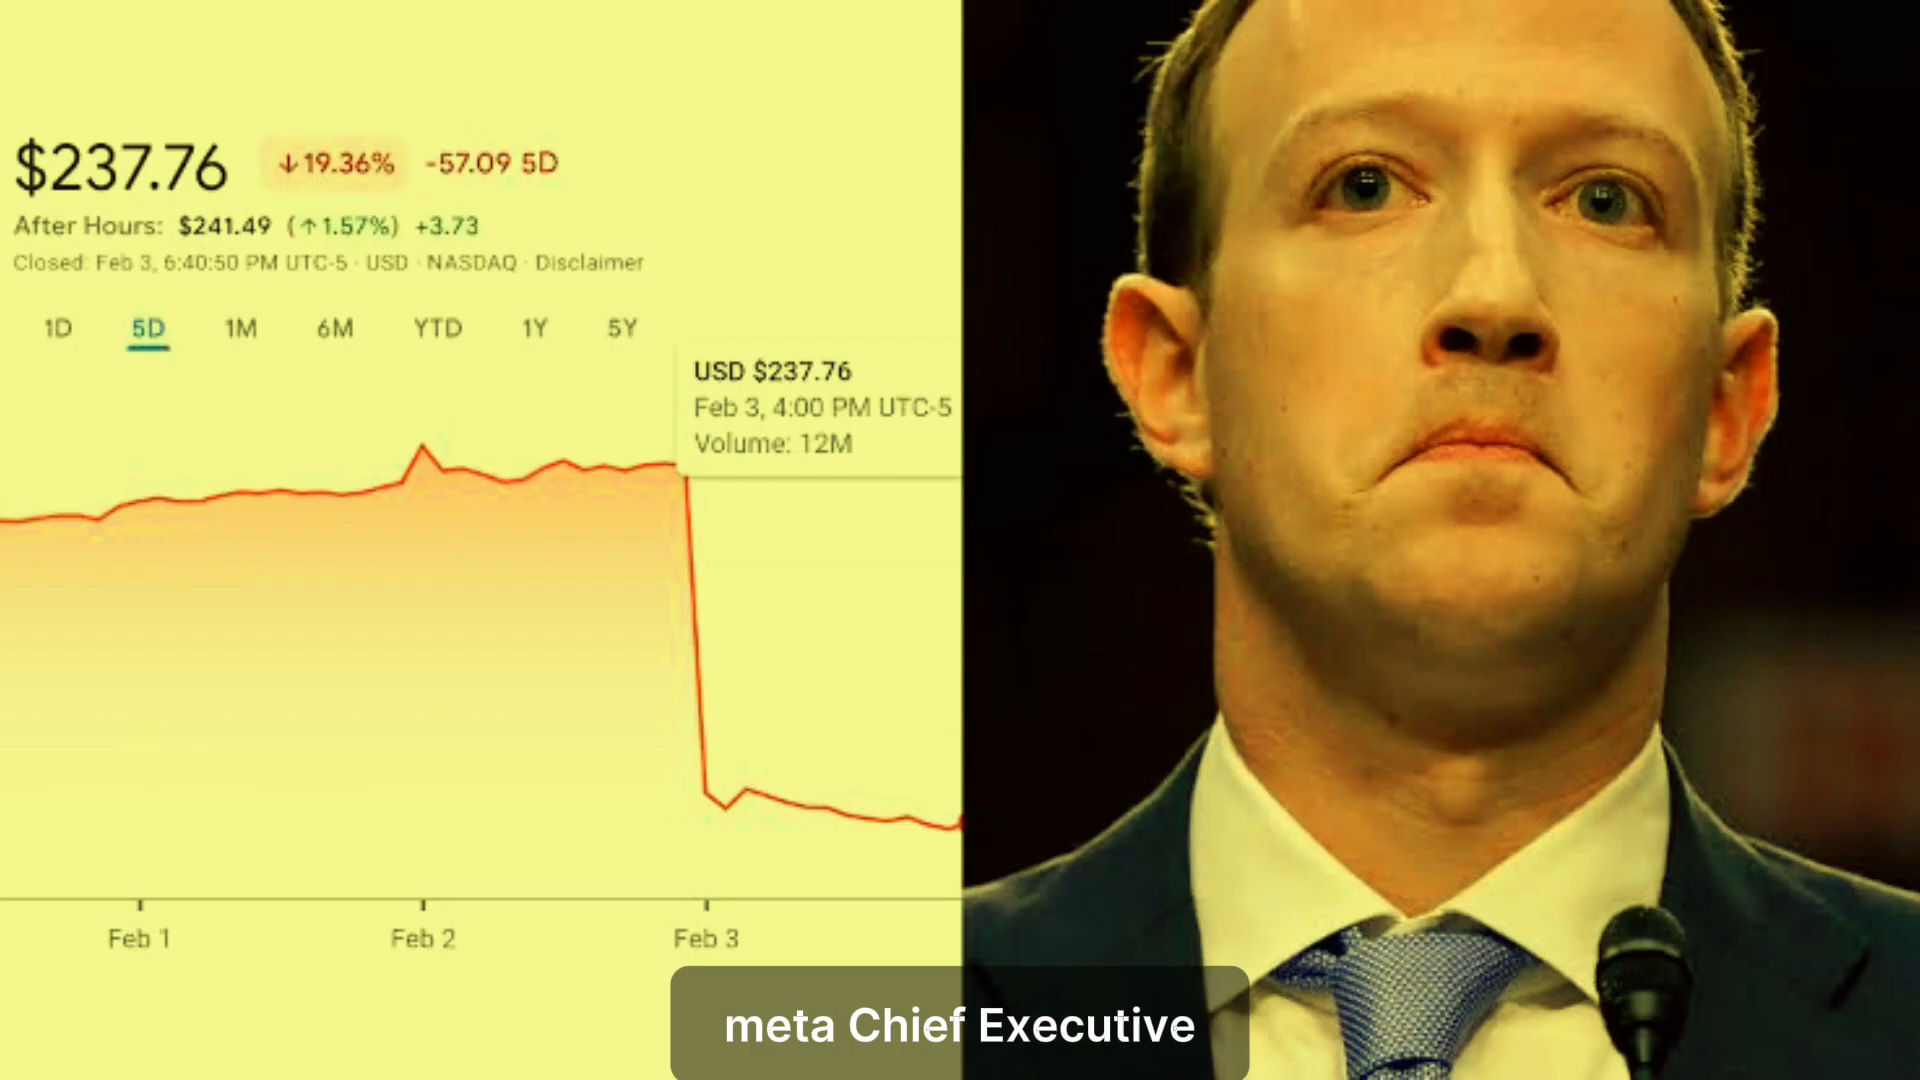 $237.76 ↓19.36% -57.09 5D
After Hours: $241.49 (↑1.57%) +3.73
Closed: Feb 3, 6:40:50 PM UTC-5 · USD · NASDAQ · Disclaimer
1D 5D 1M 6M YTD 1Y 5Y
USD $237.76
Feb 3, 4:00 PM UTC-5
Volume: 12M
Feb 1 Feb 2 Feb 3
meta Chief Executive